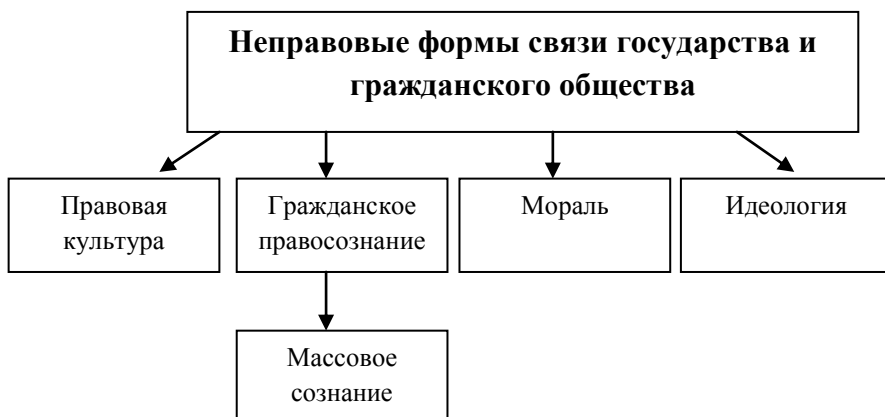 Неправовые формы связи государства и
гражданского общества
Правовая
культура
Гражданское
правосознание
Мораль
Идеология
Массовое
сознание